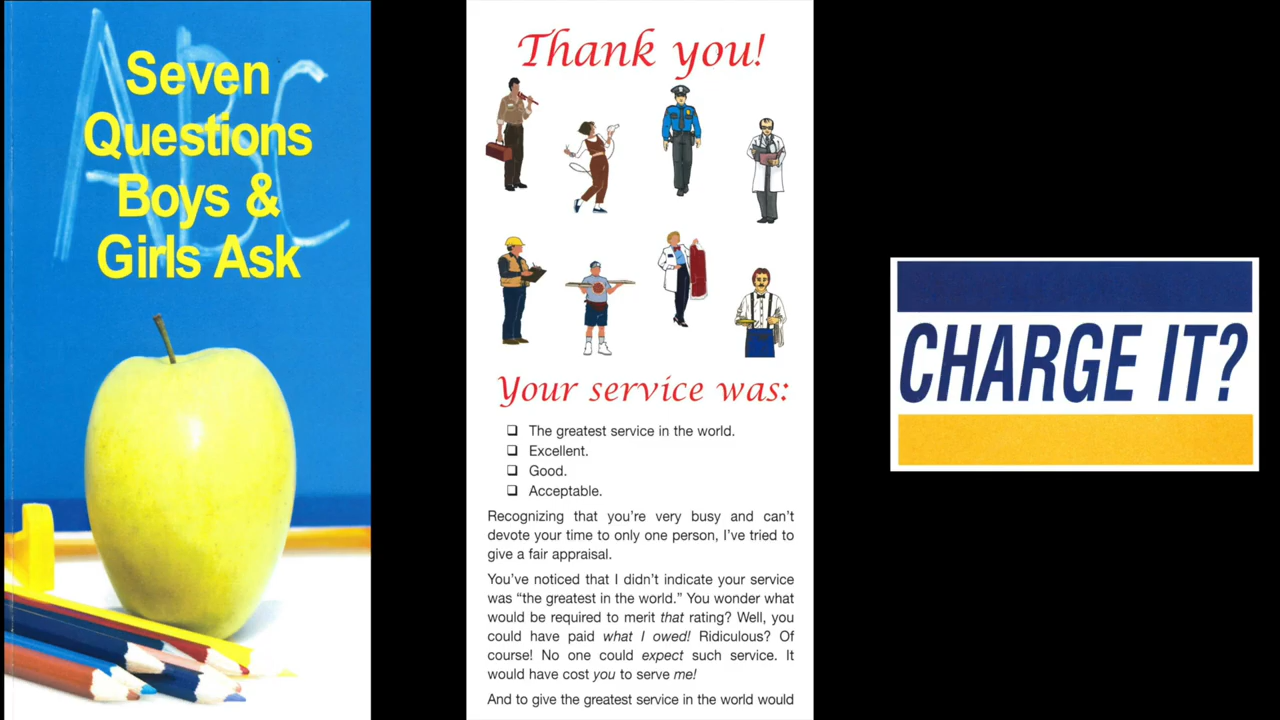 ABC
Seven
Questions
Boys &
Girls Ask
Thank you!
Your service was:
❑ The greatest service in the world.
❑ Excellent.
❑ Good.
❑ Acceptable.
Recognizing that you’re very busy and can’t
devote your time to only one person, I’ve tried to
give a fair appraisal.
You’ve noticed that I didn’t indicate your service
was “the greatest in the world.” You wonder what
would be required to merit that rating? Well, you
could have paid what I owed! Ridiculous? Of
course! No one could expect such service. It
would have cost you to serve me!
And to give the greatest service in the world would
CHARGE IT?